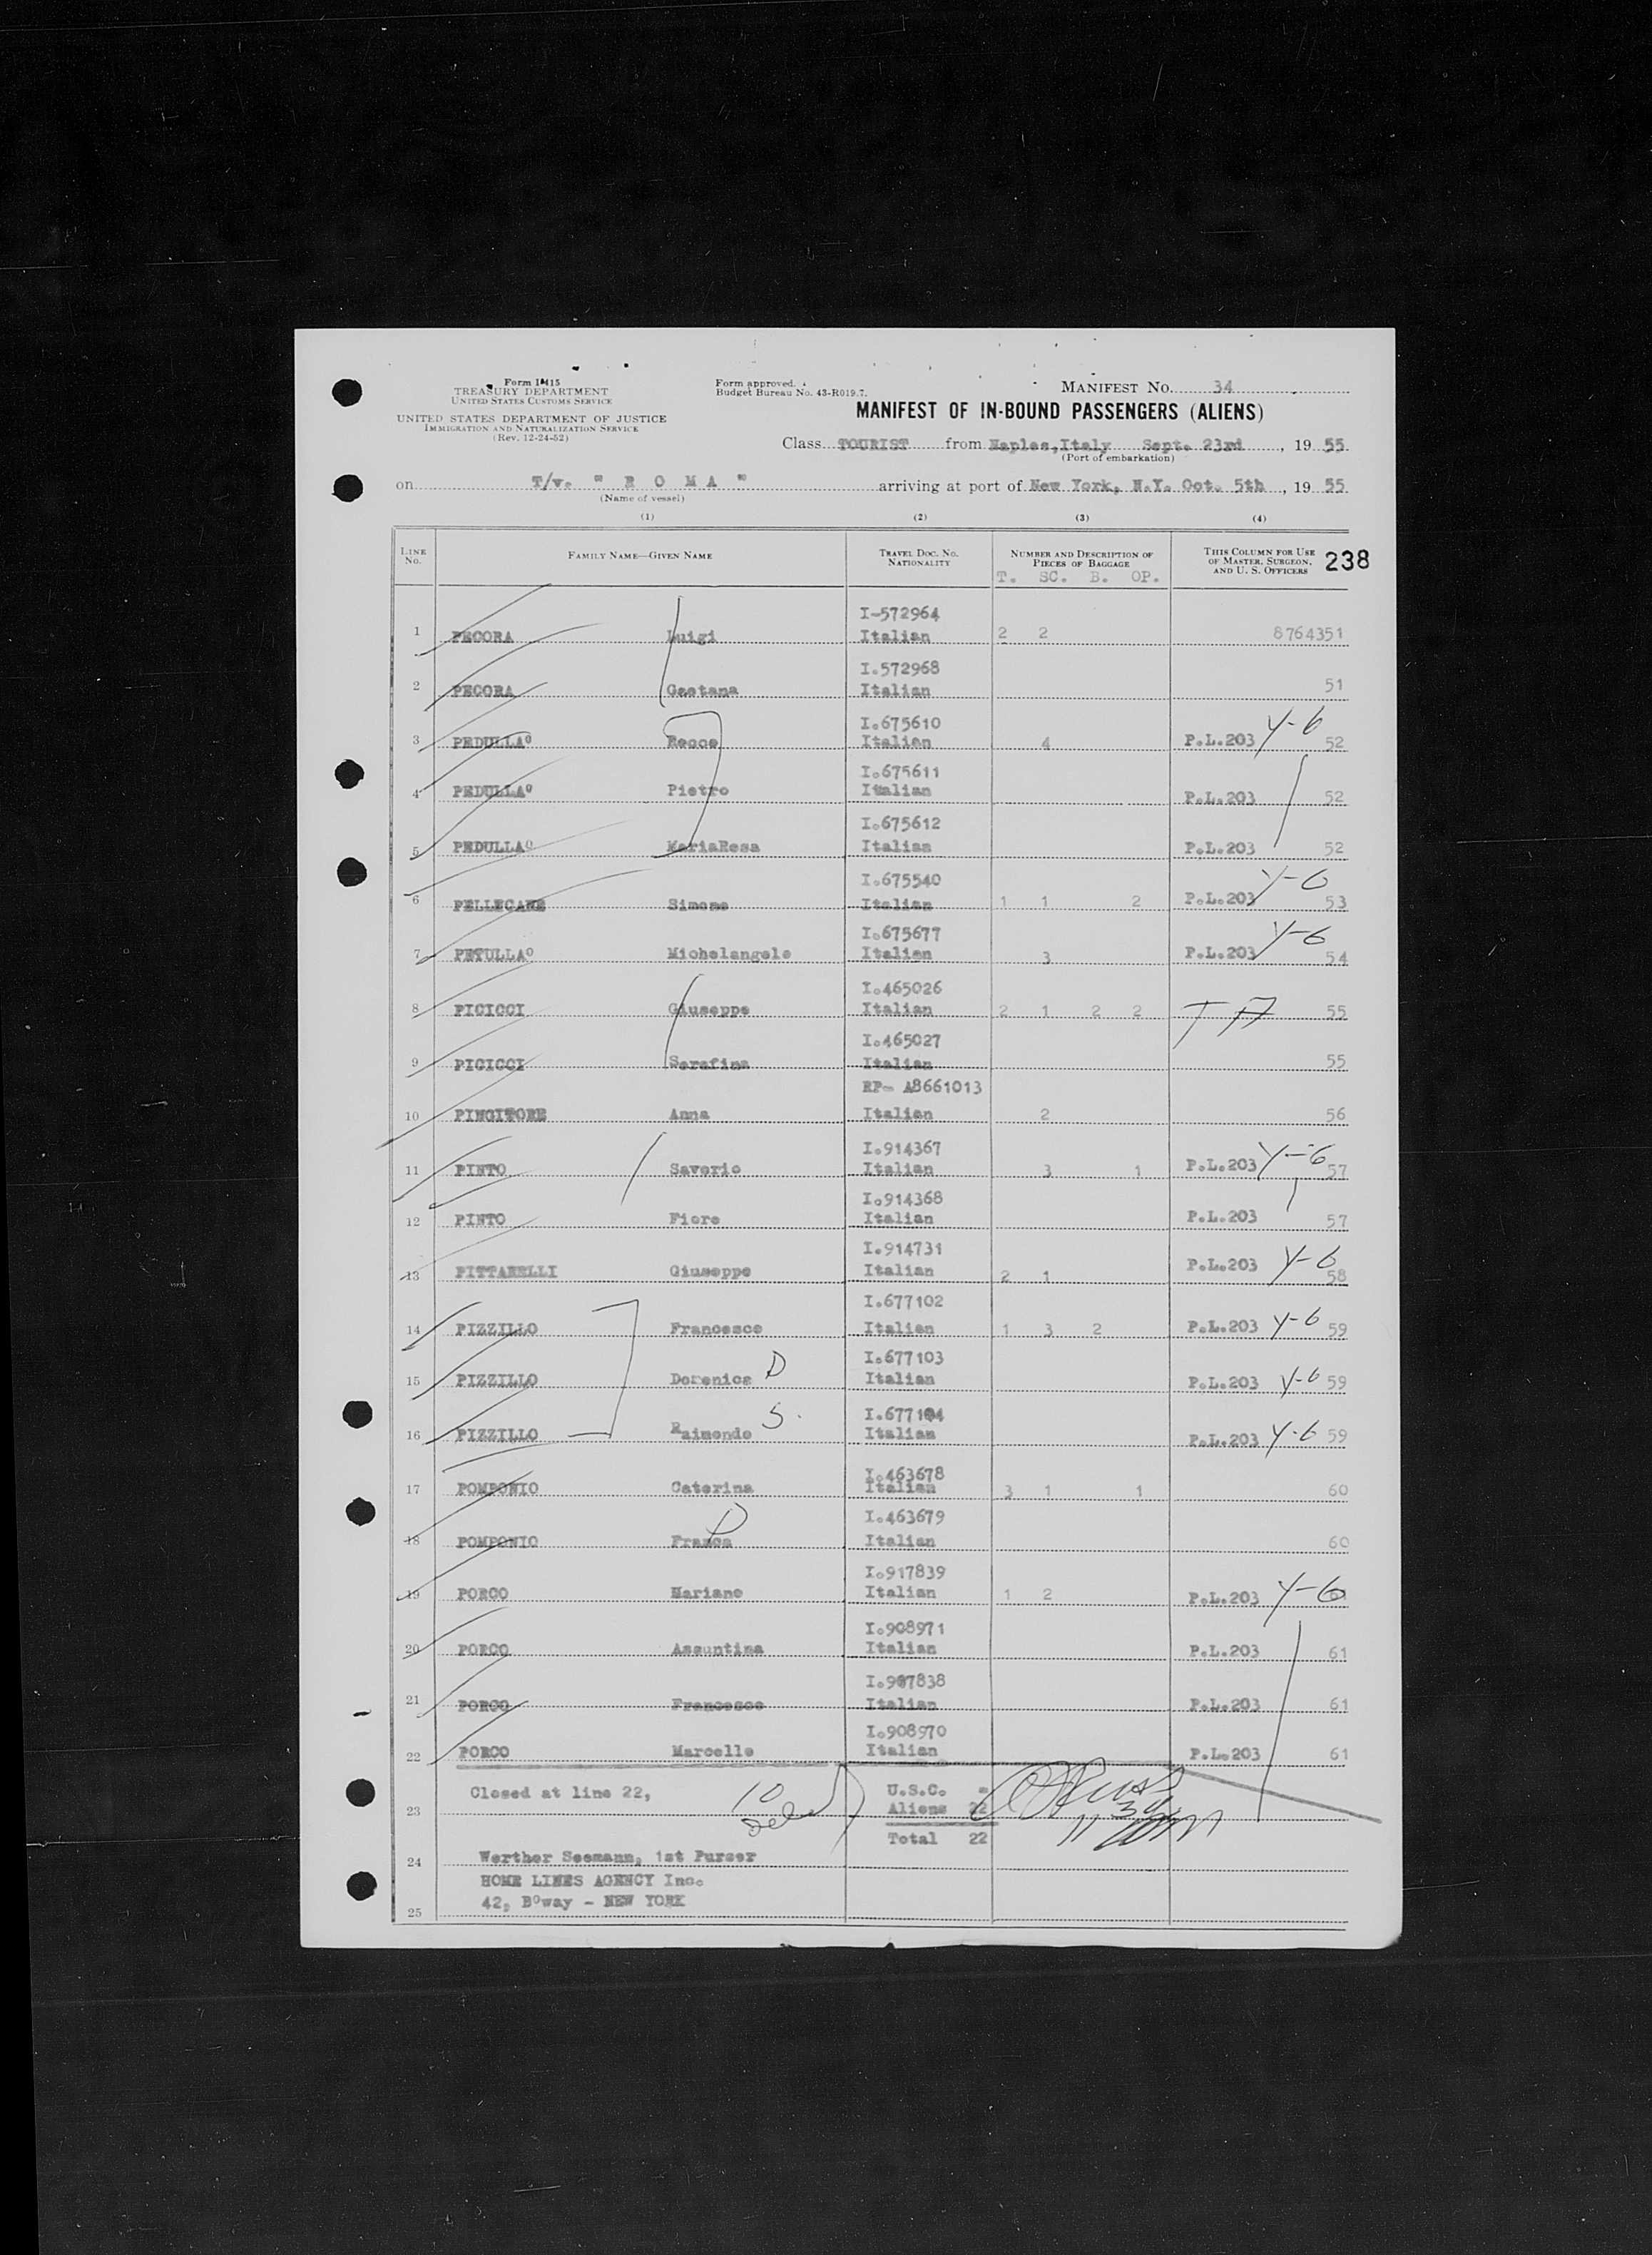 Form I-415
TREASURY DEPARTMENT
UNITED STATES CUSTOMS SERVICE
UNITED STATES DEPARTMENT OF JUSTICE
IMMIGRATION AND NATURALIZATION SERVICE
(Rev. 12-24-52)
Form approved.
Budget Bureau No. 43-R019.7.
MANIFEST No. 34
MANIFEST OF IN-BOUND PASSENGERS (ALIENS)
Class TOURIST from Naples,Italy Sept. 23rd, 19 55
(Port of embarkation)
on T/v. " R O M A " arriving at port of New York, N.Y. Oct. 5th, 19 55
(Name of vessel)
(1) (2) (3) (4)
LINE No. FAMILY NAME—GIVEN NAME TRAVEL DOC. NO. NATIONALITY NUMBER AND DESCRIPTION OF PIECES OF BAGGAGE THIS COLUMN FOR USE OF MASTER, SURGEON, AND U. S. OFFICERS 238
T. SC. B. OP.
I-572964
1 PECORA Luigi Italian 2 2 8764351
I.572968
2 PECORA Gaetana Italian 51
I.675610
3 PEDULLA° Rocco Italian 4 P.L.203 Y-6 52
I.675611
4 PEDULLA° Pietro Italian P.L.203 52
I.675612
5 PEDULLA° MariaRosa Italian P.L.203 52
I.675540
6 PELLECANE Simone Italian 1 1 2 P.L.203 Y-6 53
I.675677
7 PETULLA° Michelangelo Italian 3 P.L.203 Y-6 54
I.465026
8 PICICCI Giuseppe Italian 2 1 2 2 55
I.465027
9 PICICCI Serafina Italian 55
RP- A8661013
10 PINGITORE Anna Italian 2 56
I.914367
11 PINTO Saverio Italian 3 1 P.L.203 Y-6 57
I.914368
12 PINTO Fiore Italian P.L.203 57
I.914731
13 PITTARELLI Giuseppe Italian 2 1 P.L.203 Y-6 58
I.677102
14 PIZZILLO Francesco Italian 1 3 2 P.L.203 Y-6 59
I.677103
15 PIZZILLO Domenica D Italian P.L.203 Y-6 59
I.677104
16 PIZZILLO Raimondo S. Italian P.L.203 Y-6 59
I.463678
17 POMPONIO Caterina Italian 3 1 1 60
I.463679
18 POMPONIO Franca D Italian 60
I.917839
19 PORCO Mariano Italian 1 2 P.L.203 Y-6
I.908971
20 PORCO Assuntina Italian P.L.203 61
I.907838
21 PORCO Francesco Italian P.L.203 61
I.908970
22 PORCO Marcello Italian P.L.203 61
Closed at line 22, 10 U.S.C. -
23 Aliens 22
Total 22
24 Werther Seemann, 1st Purser
HOME LINES AGENCY Inc.
42, B°way - NEW YORK
25